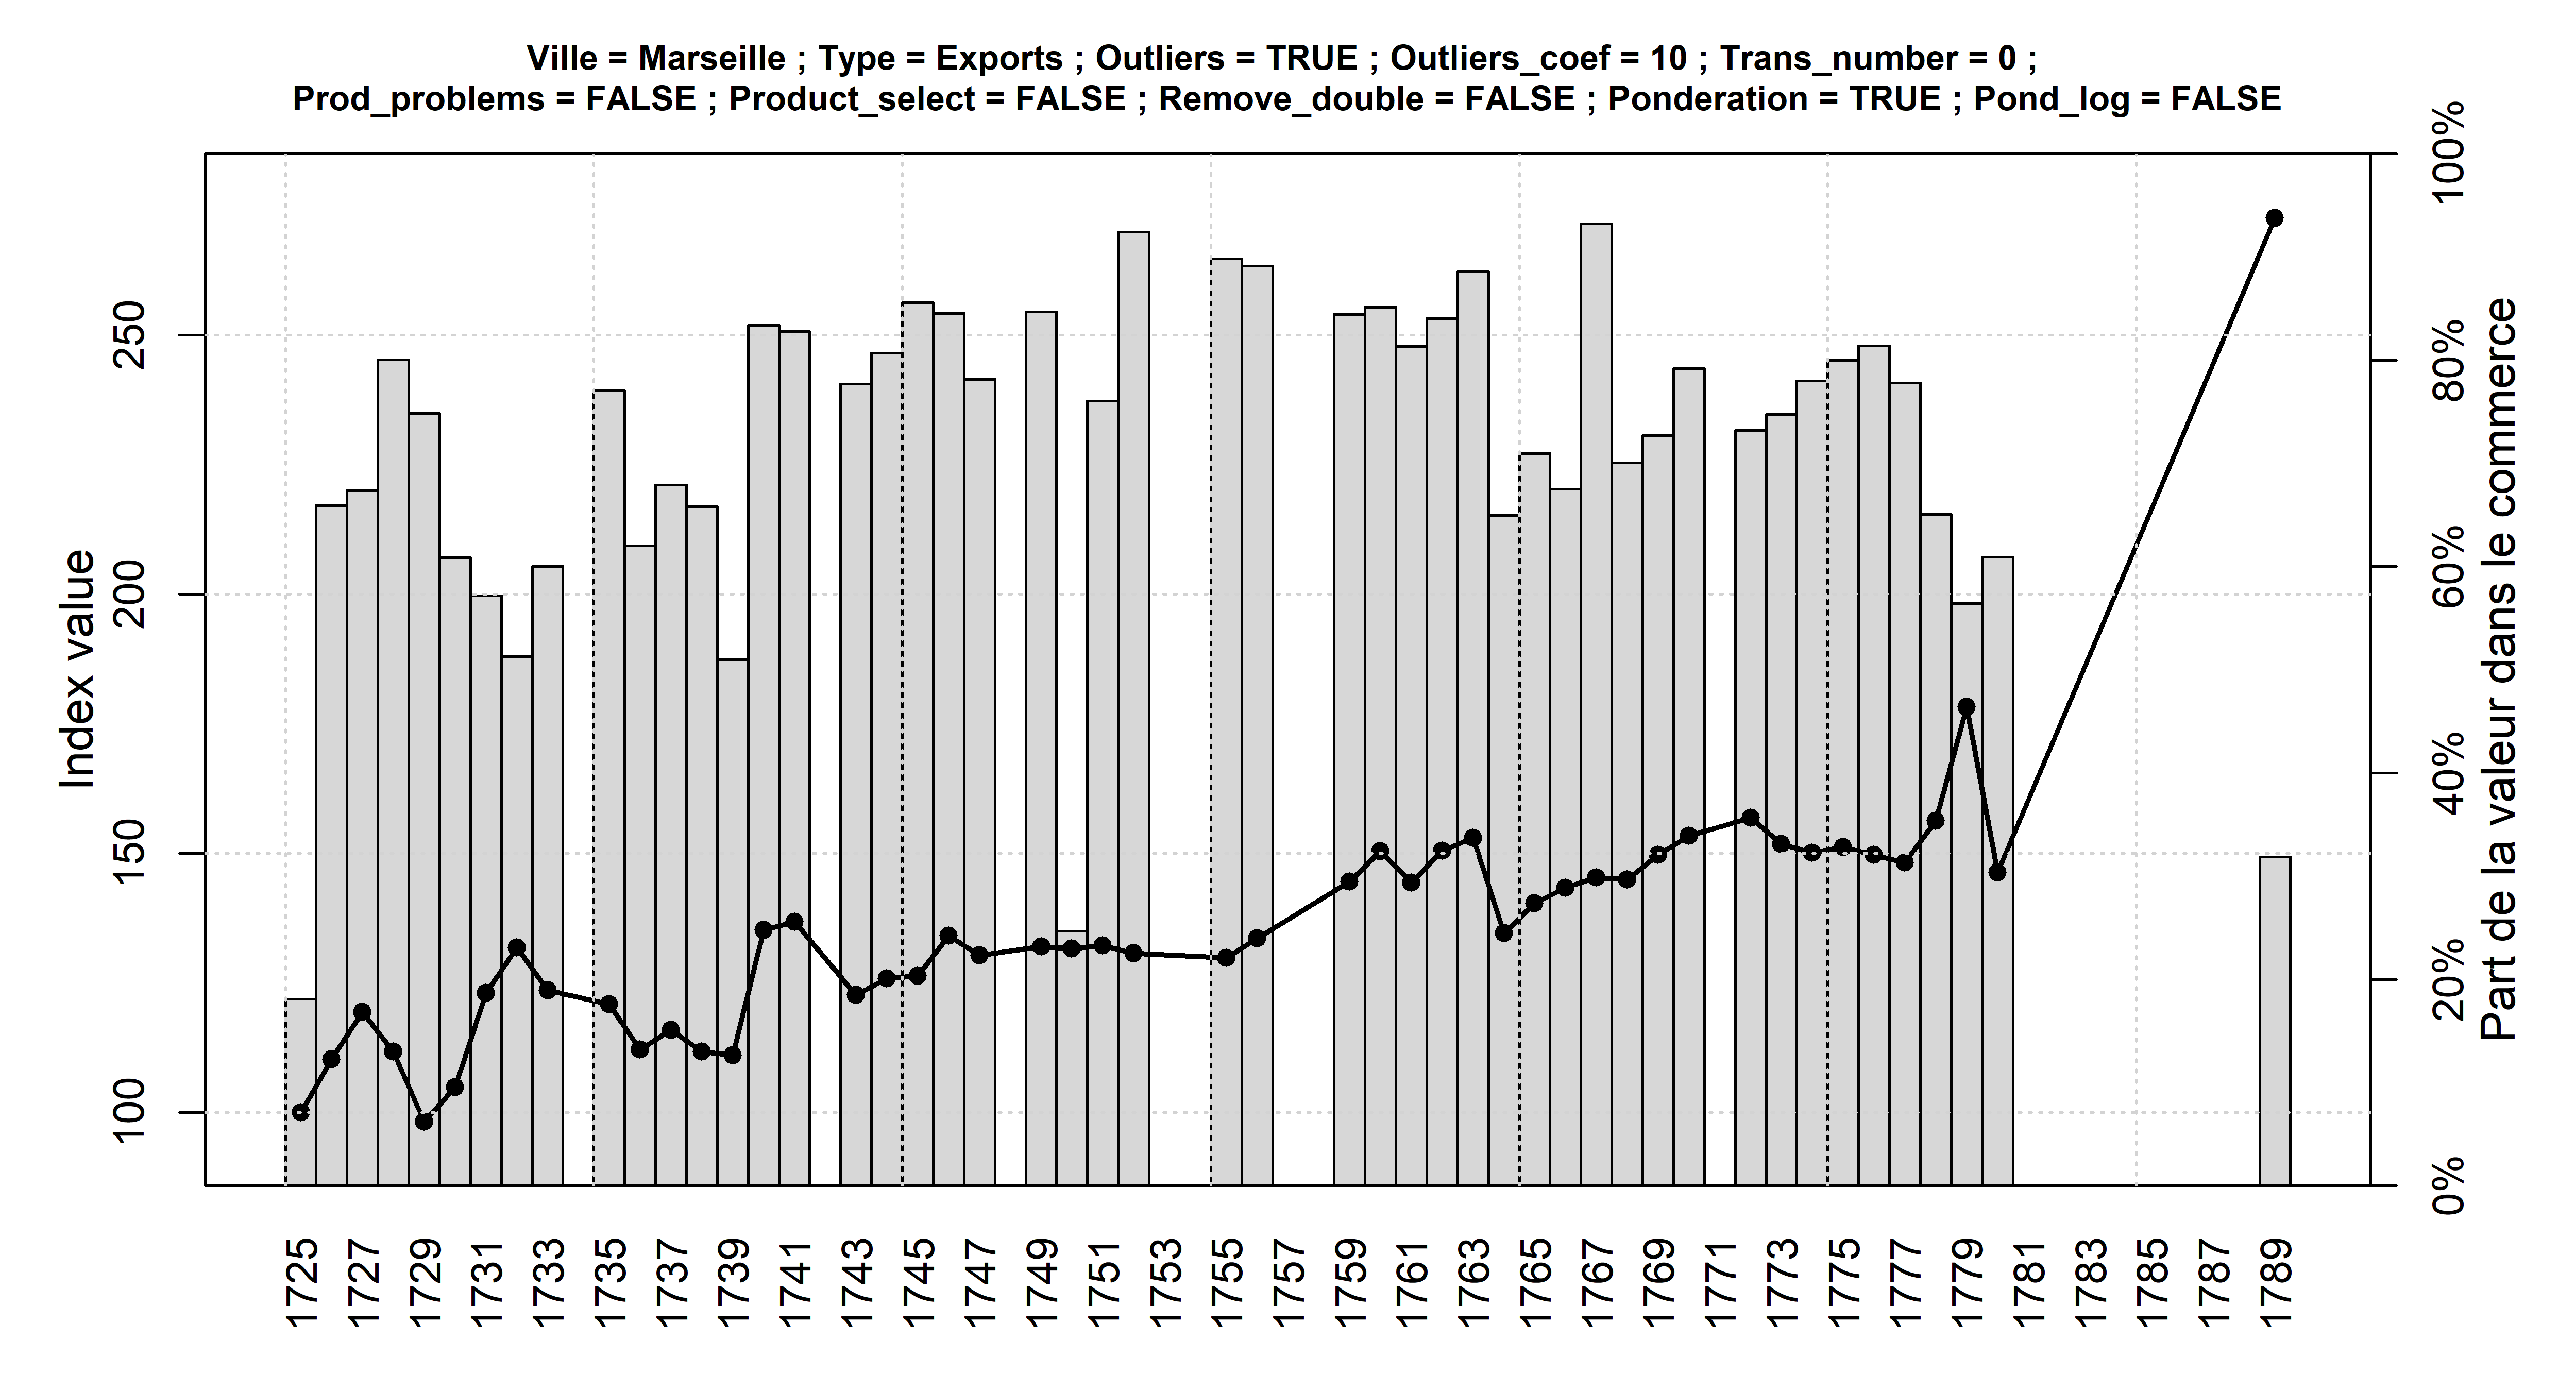 Ville = Marseille ; Type = Exports ; Outliers = TRUE ; Outliers_coef = 10 ; Trans_number = 0 ;
Prod_problems = FALSE ; Product_select = FALSE ; Remove_double = FALSE ; Ponderation = TRUE ; Pond_log = FALSE
Index value
250
200
150
100
100%
80%
60%
40%
20%
0%
Part de la valeur dans le commerce
1725 1727 1729 1731 1733 1735 1737 1739 1741 1743 1745 1747 1749 1751 1753 1755 1757 1759 1761 1763 1765 1767 1769 1771 1773 1775 1777 1779 1781 1783 1785 1787 1789